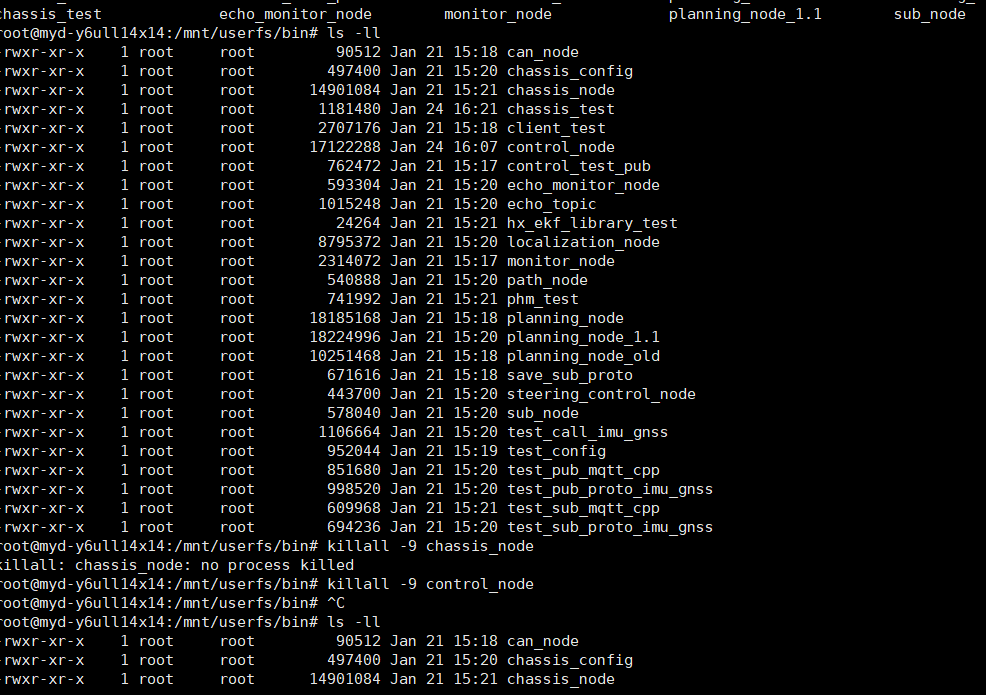 chassis_test echo_monitor_node monitor_node planning_node_1.1 sub_node
root@myd-y6ull14x14:/mnt/userfs/bin# ls -ll
-rwxr-xr-x 1 root root 90512 Jan 21 15:18 can_node
-rwxr-xr-x 1 root root 497400 Jan 21 15:20 chassis_config
-rwxr-xr-x 1 root root 14901084 Jan 21 15:21 chassis_node
-rwxr-xr-x 1 root root 1181480 Jan 24 16:21 chassis_test
-rwxr-xr-x 1 root root 2707176 Jan 21 15:18 client_test
-rwxr-xr-x 1 root root 17122288 Jan 24 16:07 control_node
-rwxr-xr-x 1 root root 762472 Jan 21 15:17 control_test_pub
-rwxr-xr-x 1 root root 593304 Jan 21 15:20 echo_monitor_node
-rwxr-xr-x 1 root root 1015248 Jan 21 15:20 echo_topic
-rwxr-xr-x 1 root root 24264 Jan 21 15:21 hx_ekf_library_test
-rwxr-xr-x 1 root root 8795372 Jan 21 15:20 localization_node
-rwxr-xr-x 1 root root 2314072 Jan 21 15:17 monitor_node
-rwxr-xr-x 1 root root 540888 Jan 21 15:20 path_node
-rwxr-xr-x 1 root root 741992 Jan 21 15:21 phm_test
-rwxr-xr-x 1 root root 18185168 Jan 21 15:18 planning_node
-rwxr-xr-x 1 root root 18224996 Jan 21 15:20 planning_node_1.1
-rwxr-xr-x 1 root root 10251468 Jan 21 15:18 planning_node_old
-rwxr-xr-x 1 root root 671616 Jan 21 15:18 save_sub_proto
-rwxr-xr-x 1 root root 443700 Jan 21 15:20 steering_control_node
-rwxr-xr-x 1 root root 578040 Jan 21 15:20 sub_node
-rwxr-xr-x 1 root root 1106664 Jan 21 15:20 test_call_imu_gnss
-rwxr-xr-x 1 root root 952044 Jan 21 15:19 test_config
-rwxr-xr-x 1 root root 851680 Jan 21 15:20 test_pub_mqtt_cpp
-rwxr-xr-x 1 root root 998520 Jan 21 15:20 test_pub_proto_imu_gnss
-rwxr-xr-x 1 root root 609968 Jan 21 15:21 test_sub_mqtt_cpp
-rwxr-xr-x 1 root root 694236 Jan 21 15:20 test_sub_proto_imu_gnss
root@myd-y6ull14x14:/mnt/userfs/bin# killall -9 chassis_node
killall: chassis_node: no process killed
root@myd-y6ull14x14:/mnt/userfs/bin# killall -9 control_node
root@myd-y6ull14x14:/mnt/userfs/bin# ^C
root@myd-y6ull14x14:/mnt/userfs/bin# ls -ll
-rwxr-xr-x 1 root root 90512 Jan 21 15:18 can_node
-rwxr-xr-x 1 root root 497400 Jan 21 15:20 chassis_config
-rwxr-xr-x 1 root root 14901084 Jan 21 15:21 chassis_node